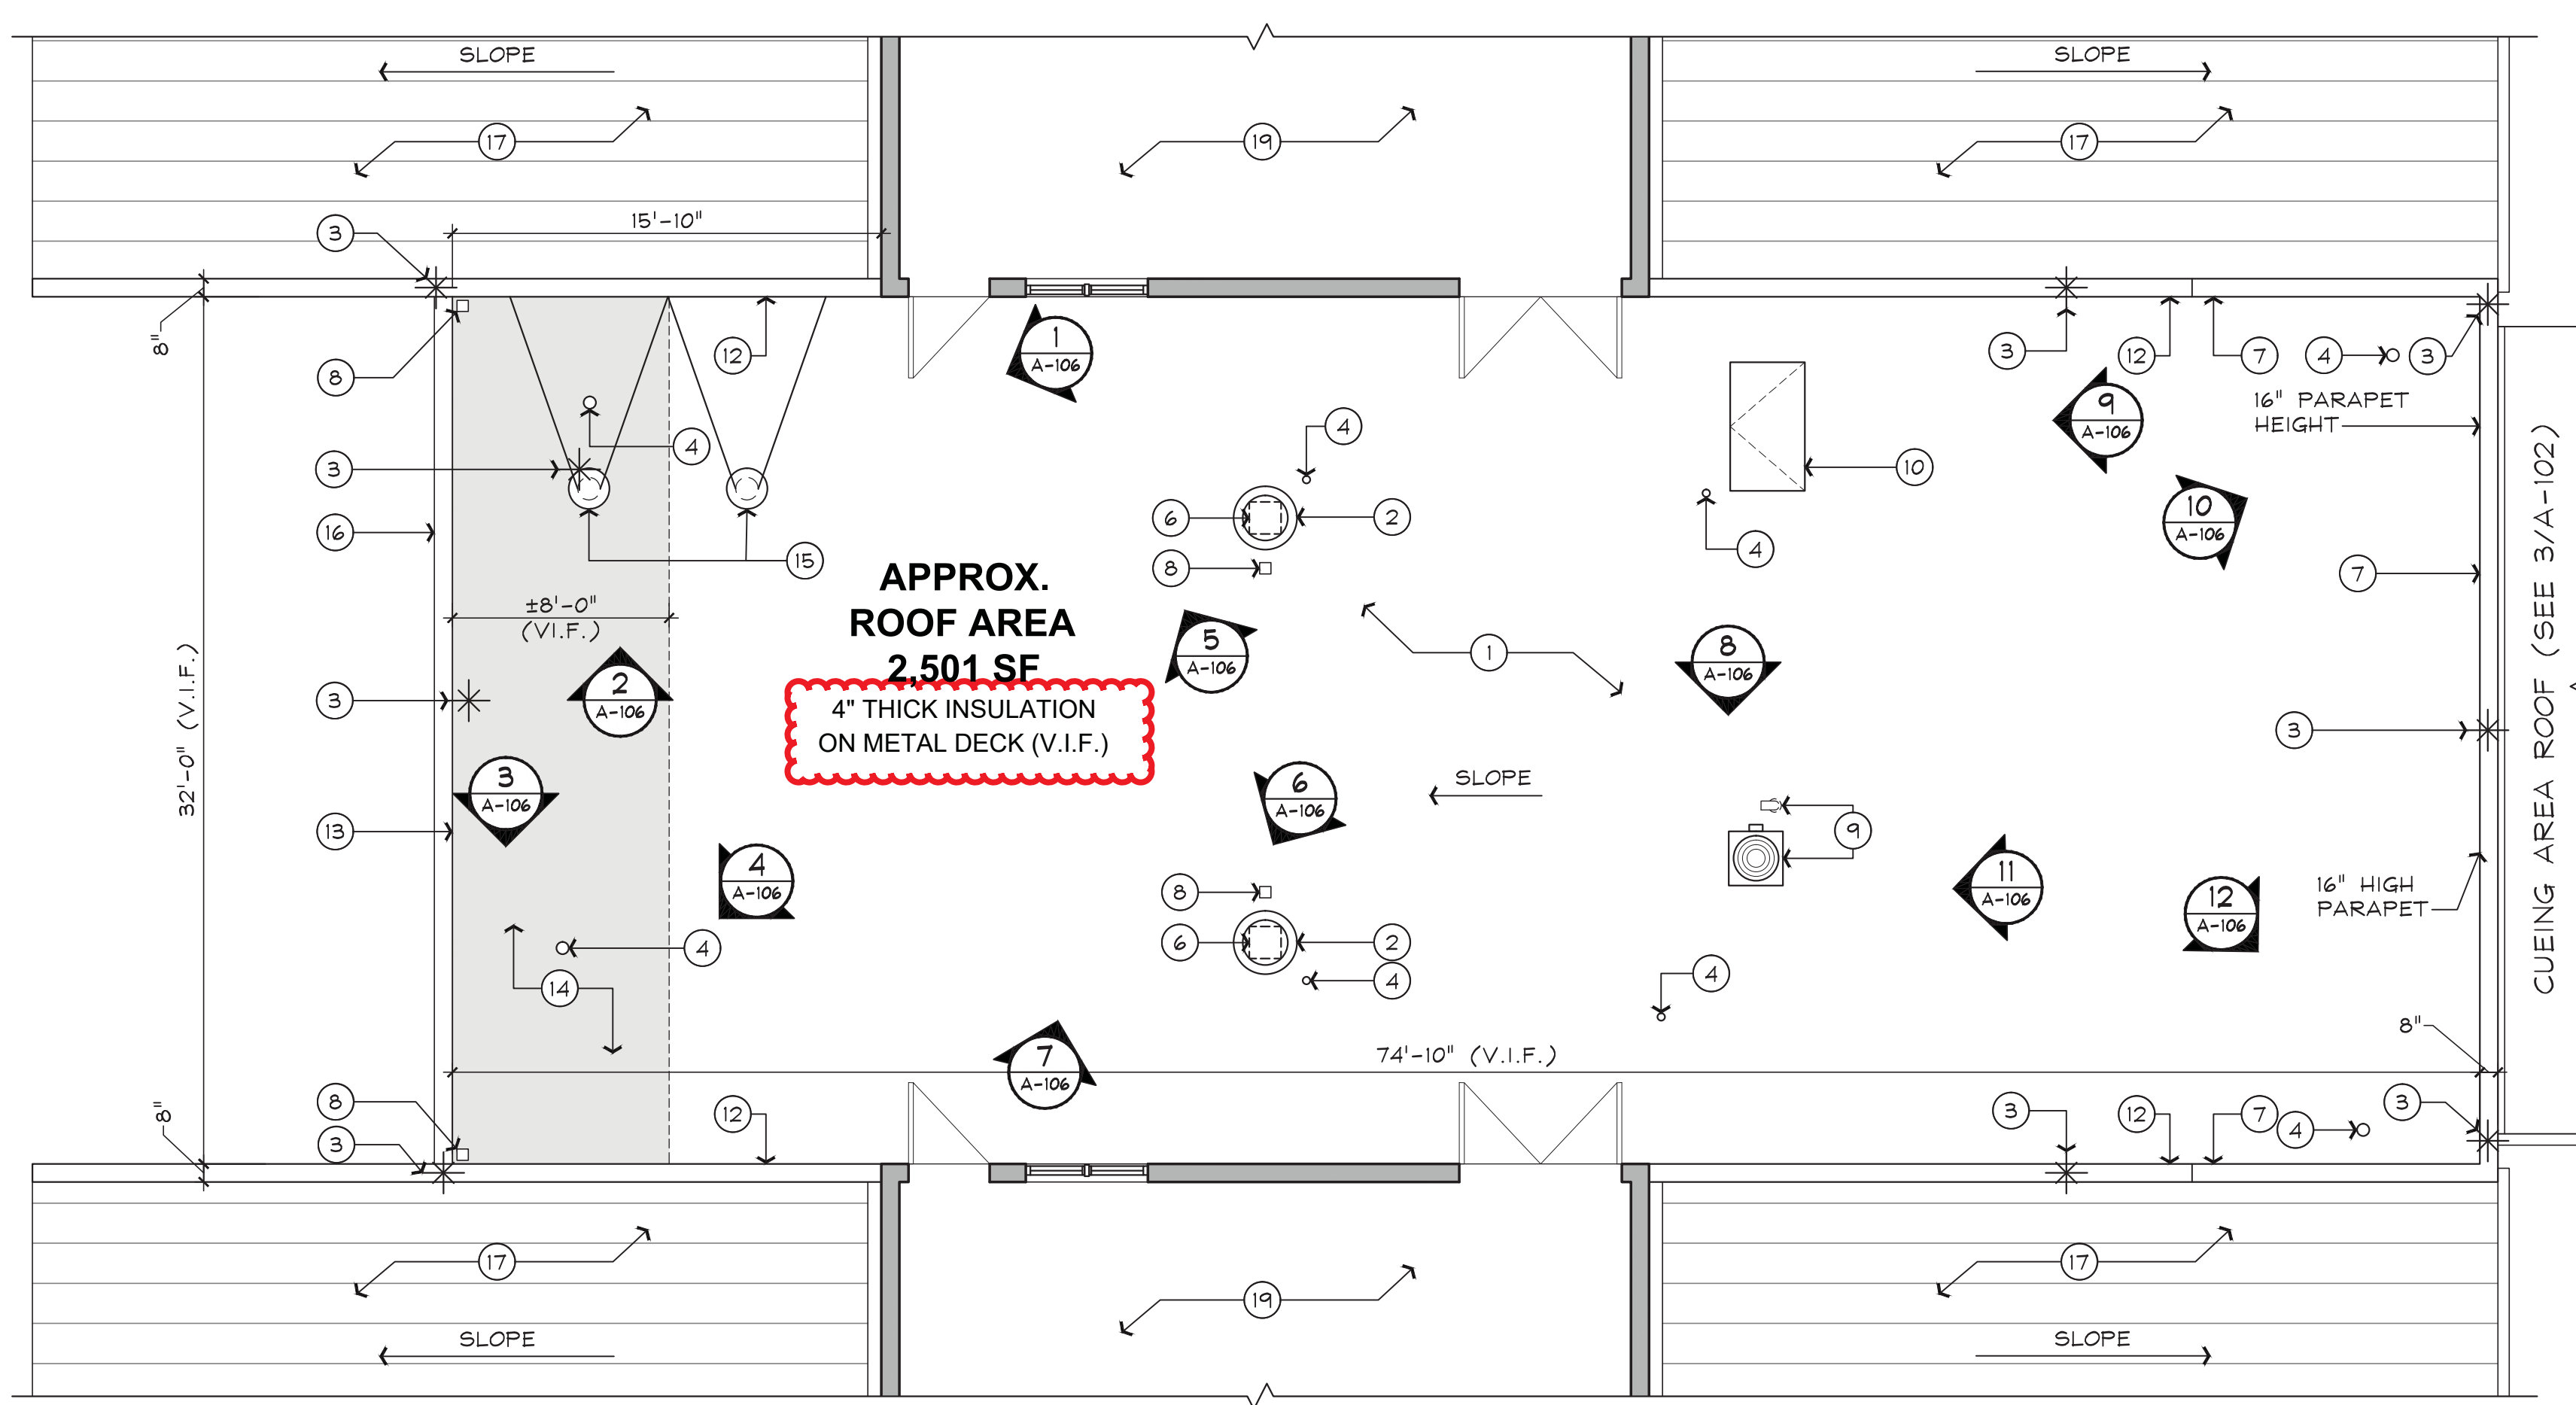 SLOPE
SLOPE
17
19
17
15'-10"
3
8"
8
12
1
A-106
3
12
7
4
3
16" PARAPET
HEIGHT
9
A-106
4
4
3
10
16
6
2
10
A-106
4
15
8
7
APPROX.
ROOF AREA
2,501 SF
±8'-0"
(V.I.F.)
5
A-106
1
8
A-106
CUEING AREA ROOF (SEE 3/A-102)
32'-0" (V.I.F.)
3
2
A-106
4" THICK INSULATION
ON METAL DECK (V.I.F.)
3
3
A-106
6
A-106
SLOPE
13
9
4
A-106
8
11
A-106
12
A-106
16" HIGH
PARAPET
4
6
2
4
14
4
8"
7
A-106
74'-10" (V.I.F.)
8
8"
3
12
3
12
7
4
3
17
19
17
SLOPE
SLOPE